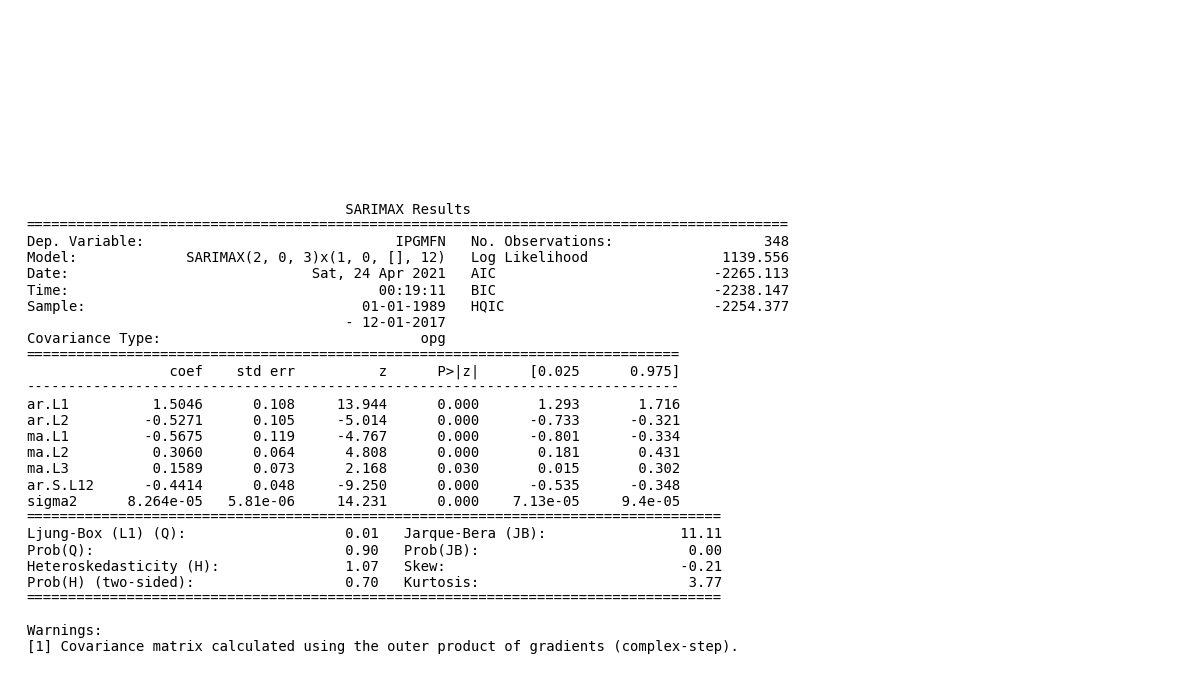 SARIMAX Results
===========================================================================================
Dep. Variable:                              IPGMFN   No. Observations:                  348
Model:             SARIMAX(2, 0, 3)x(1, 0, [], 12)   Log Likelihood                1139.556
Date:                             Sat, 24 Apr 2021   AIC                          -2265.113
Time:                                     00:19:11   BIC                          -2238.147
Sample:                                 01-01-1989   HQIC                         -2254.377
                                      - 12-01-2017
Covariance Type:                               opg
==============================================================================
                 coef    std err          z      P>|z|      [0.025      0.975]
------------------------------------------------------------------------------
ar.L1          1.5046      0.108     13.944      0.000       1.293       1.716
ar.L2         -0.5271      0.105     -5.014      0.000      -0.733      -0.321
ma.L1         -0.5675      0.119     -4.767      0.000      -0.801      -0.334
ma.L2          0.3060      0.064      4.808      0.000       0.181       0.431
ma.L3          0.1589      0.073      2.168      0.030       0.015       0.302
ar.S.L12      -0.4414      0.048     -9.250      0.000      -0.535      -0.348
sigma2      8.264e-05   5.81e-06     14.231      0.000    7.13e-05     9.4e-05
===================================================================================
Ljung-Box (L1) (Q):                   0.01   Jarque-Bera (JB):                11.11
Prob(Q):                              0.90   Prob(JB):                         0.00
Heteroskedasticity (H):               1.07   Skew:                            -0.21
Prob(H) (two-sided):                  0.70   Kurtosis:                         3.77
===================================================================================
Warnings:
[1] Covariance matrix calculated using the outer product of gradients (complex-step).